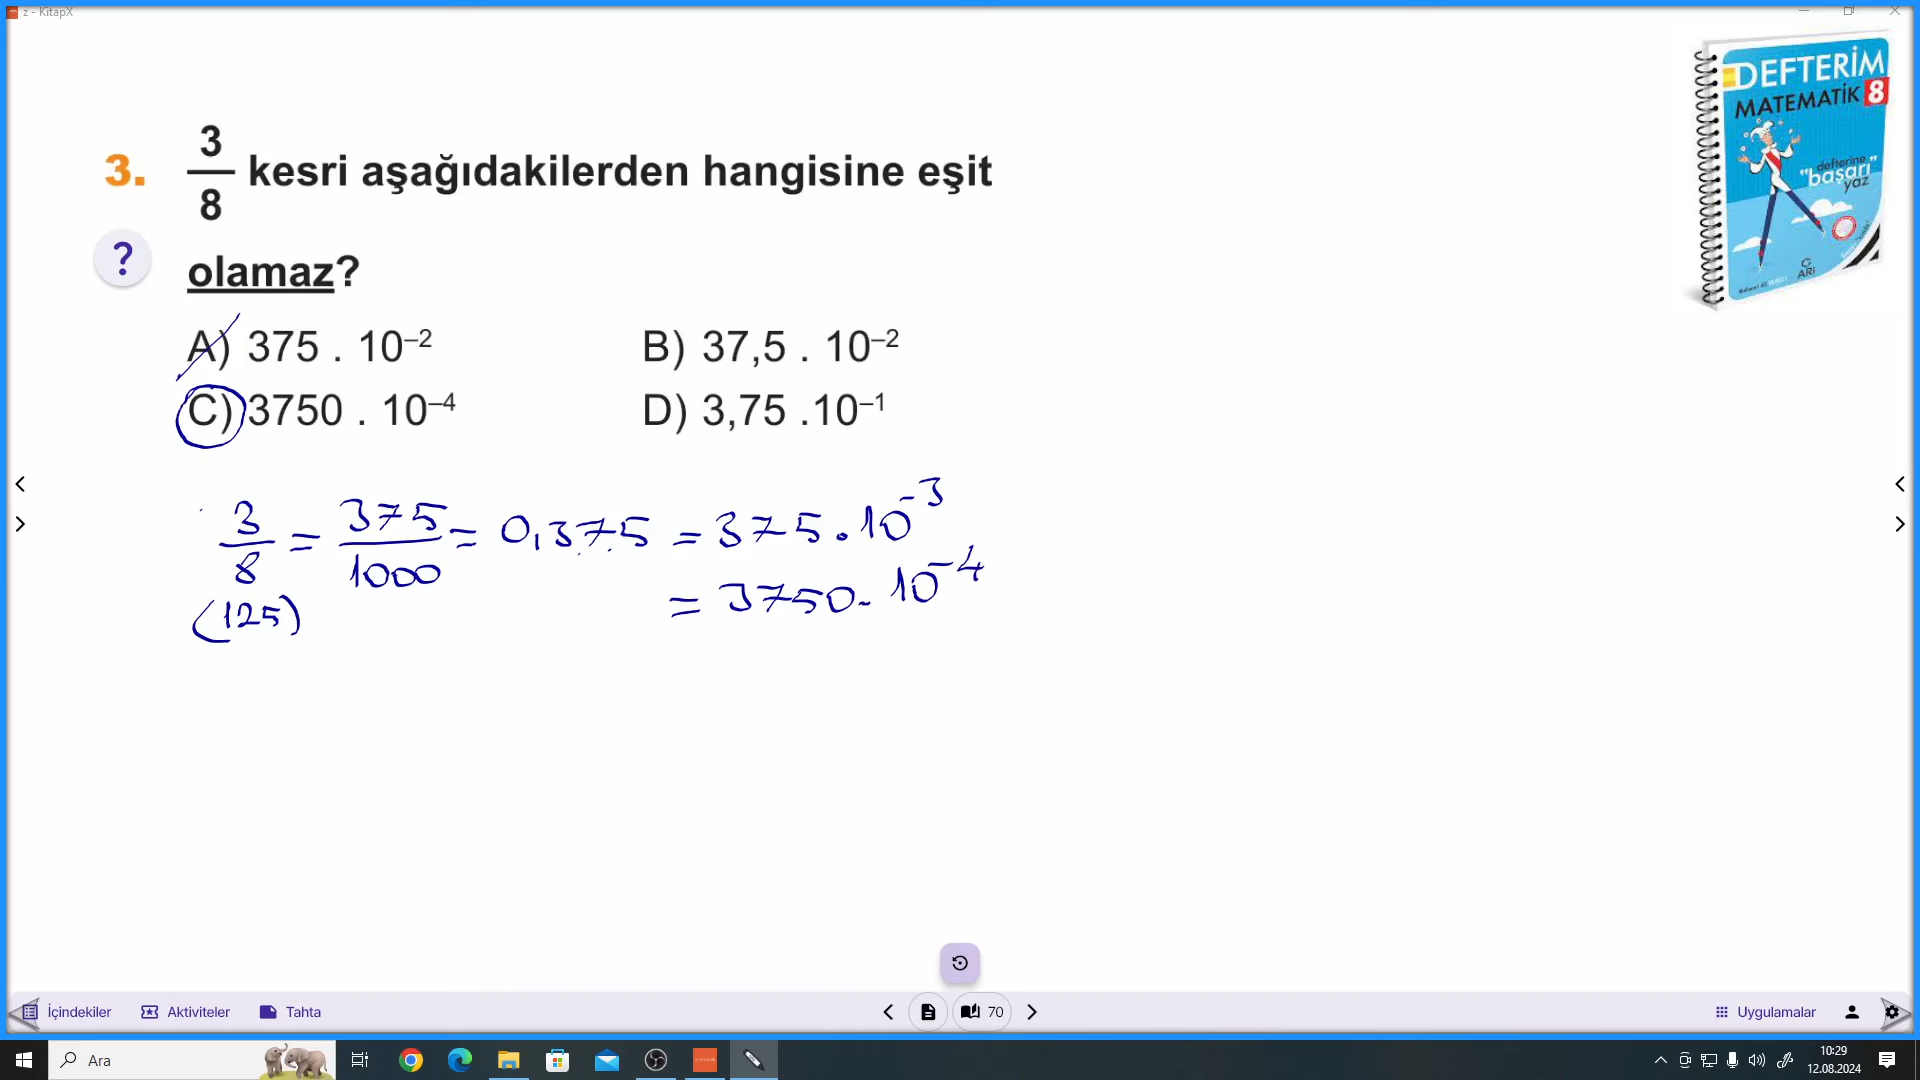 z - KitapX
DEFTERİM
MATEMATİK 8
defterine
"başarı"
yaz
ARI
3. 3/8 kesri aşağıdakilerden hangisine eşit
?
olamaz?
A) 375 . 10⁻²
B) 37,5 . 10⁻²
C) 3750 . 10⁻⁴
D) 3,75 .10⁻¹
3/8 = 375/1000 = 0,375 = 375.10⁻³
(125)
= 3750. 10⁻⁴
İçindekiler
Aktiviteler
Tahta
70
Uygulamalar
Ara
10:29
12.08.2024